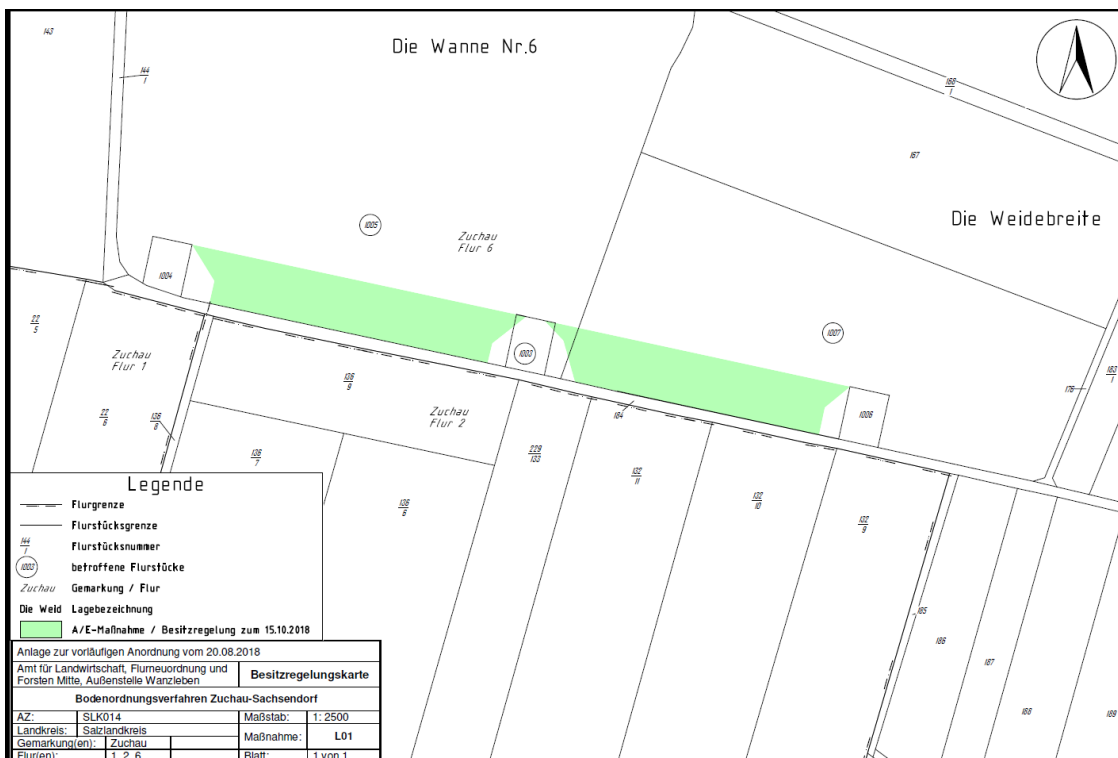 143
144
1
Die Wanne Nr.6
168
1
167
Die Weidebreite
1005
Zuchau
Flur 6
1004
22
5
Zuchau
Flur 1
1003
1007
1006
176
183
1
136
9
184
Zuchau
Flur 2
22
6
136
8
136
7
229
133
132
11
136
6
132
10
132
9
185
186
187
188
189
Legende
Flurgrenze
Flurstücksgrenze
144
1
Flurstücksnummer
1003 betroffene Flurstücke
Zuchau Gemarkung / Flur
Die Weid Lagebezeichnung
A/E-Maßnahme / Besitzregelung zum 15.10.2018
Anlage zur vorläufigen Anordnung vom 20.08.2018
Amt für Landwirtschaft, Flurneuordnung und
Forsten Mitte, Außenstelle Wanzleben
Besitzregelungskarte
Bodenordnungsverfahren Zuchau-Sachsendorf
AZ: SLK014 Maßstab: 1: 2500
Landkreis: Salzlandkreis
Maßnahme: L01
Gemarkung(en): Zuchau
Flur(en): 1, 2, 6 Blatt: 1 von 1